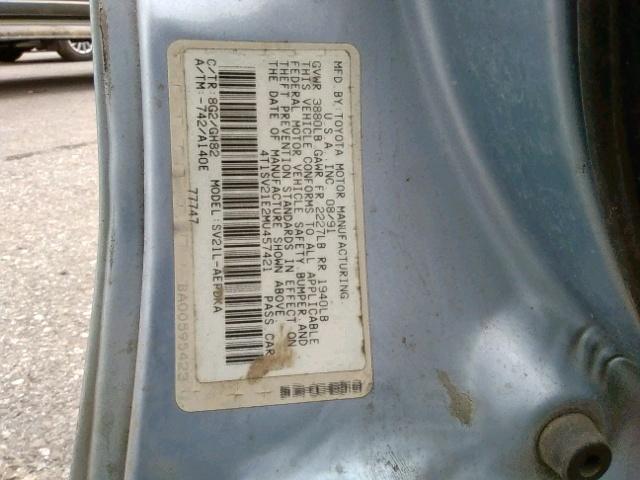 MFD. BY: TOYOTA MOTOR MANUFACTURING
U S A, INC 08/91
GVWR 3880LB GAWR FR 2227LB RR 1940LB
THIS VEHICLE CONFORMS TO ALL APPLICABLE
FEDERAL MOTOR VEHICLE SAFETY, BUMPER, AND
THEFT PREVENTION STANDARDS IN EFFECT ON
THE DATE OF MANUFACTURE SHOWN ABOVE.
4T1SV21E2MU457421 PASS CAR
77747
C/TR: 8G2/GH82 MODEL: SV21L-AEPDKA
A/TM: -742/A140E
BA00595423